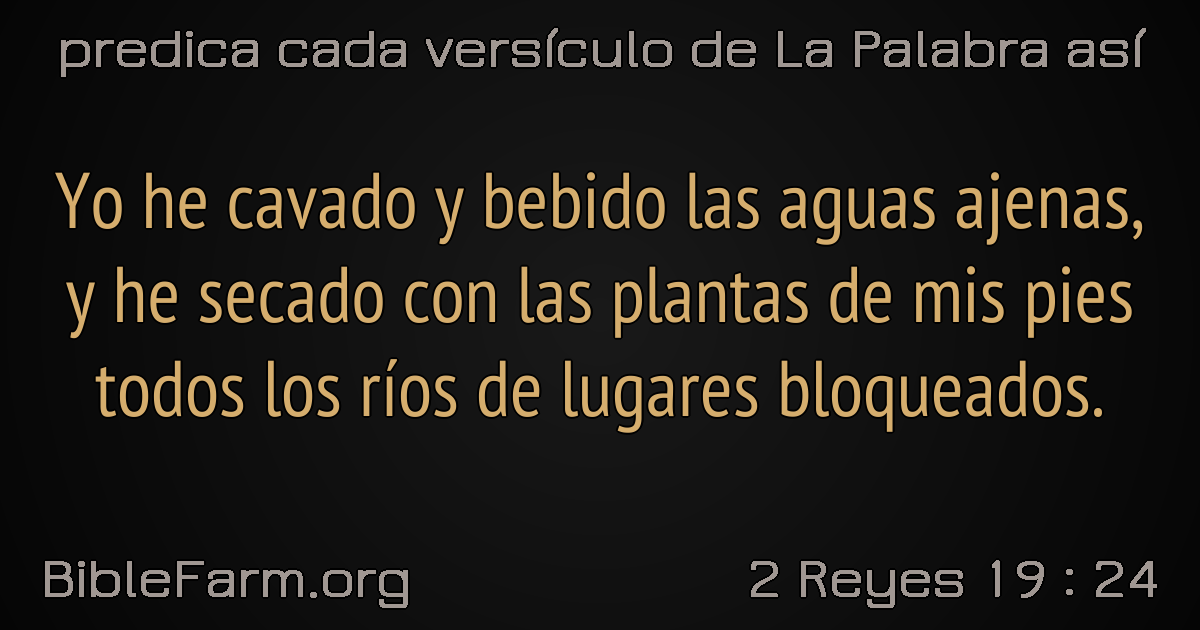 predica cada versículo de La Palabra así
Yo he cavado y bebido las aguas ajenas,
y he secado con las plantas de mis pies
todos los ríos de lugares bloqueados.
BibleFarm.org
2 Reyes 19 : 24